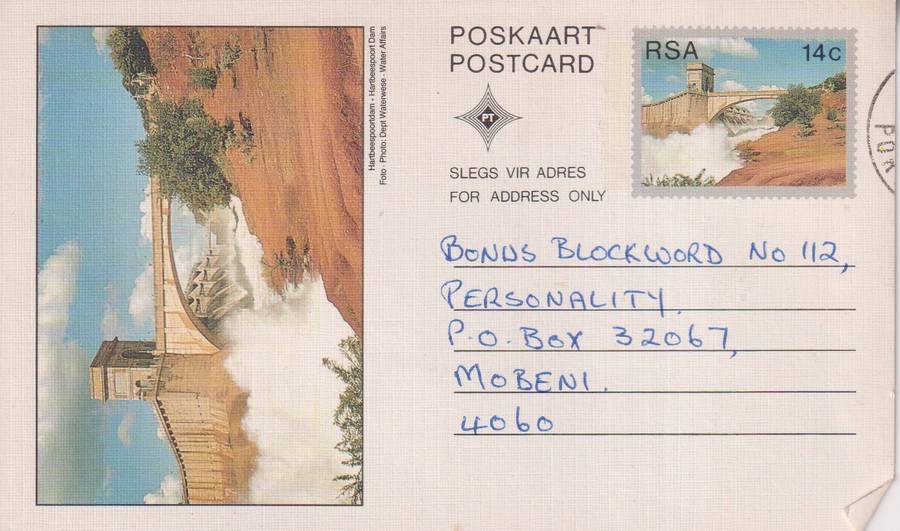 Hartbeespoortdam - Hartbeespoort Dam
Foto - Photo: Dept Waterwese - Water Affairs
POSKAART
POSTCARD
PT
SLEGS VIR ADRES
FOR ADDRESS ONLY
RSA 14c
BONUS BLOCKWORD NO 112,
PERSONALITY.
P.O. BOX 32067,
MOBENI.
4060